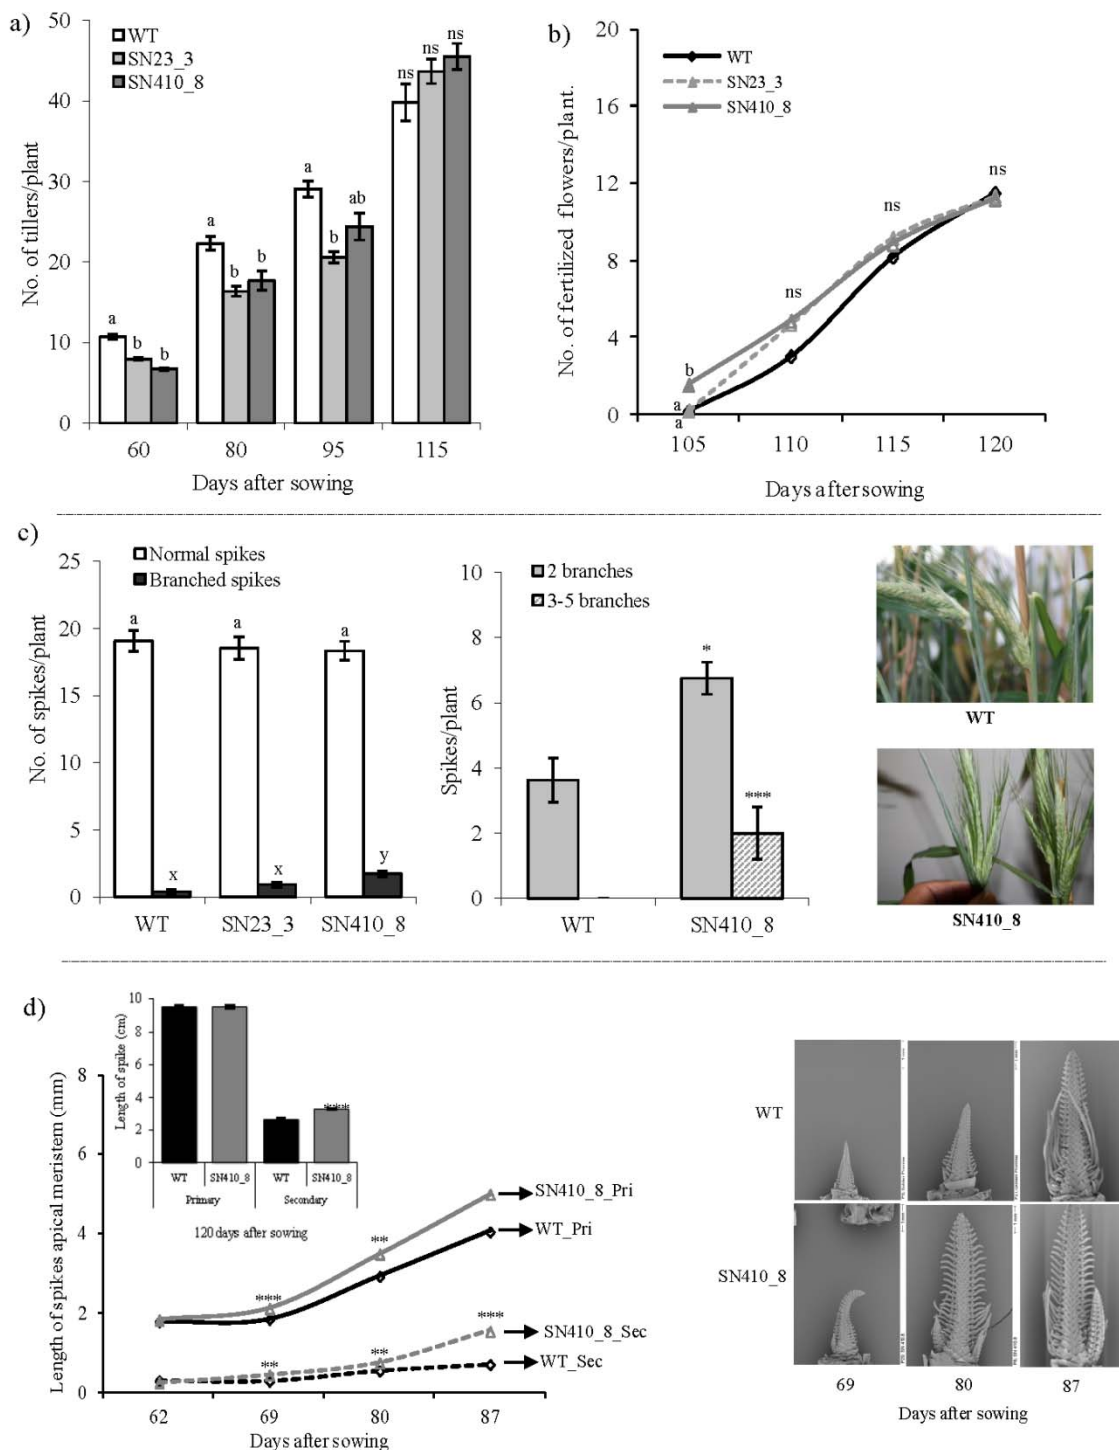 a)
50
40
30
20
10
0
No. of tillers/plant
WT
SN23_3
SN410_8
a
b
b
a
b
b
a
b
ab
ns
ns
ns
60
80
95
115
Days after sowing
b)
20
16
12
8
4
0
No. of fertilized flowers/plant.
WT
SN23_3
SN410_8
b
a
a
ns
ns
ns
105
110
115
120
Days after sowing
c)
Normal spikes
Branched spikes
25
20
15
10
5
0
No. of spikes/plant
a
x
a
x
a
y
WT
SN23_3
SN410_8
10
8
6
4
2
0
Spikes/plant
2 branches
3-5 branches
*
***
WT
SN410_8
WT
SN410_8
d)
10
8
6
4
2
0
Length of spike (cm)
***
WT
SN410_8
WT
SN410_8
Primary
Secondary
120 days after sowing
8
6
4
2
0
Length of spikes apical meristem (mm)
***
**
**
**
***
SN410_8_Pri
WT_Pri
SN410_8_Sec
WT_Sec
62
69
80
87
Days after sowing
WT
SN410_8
69
80
87
Days after sowing